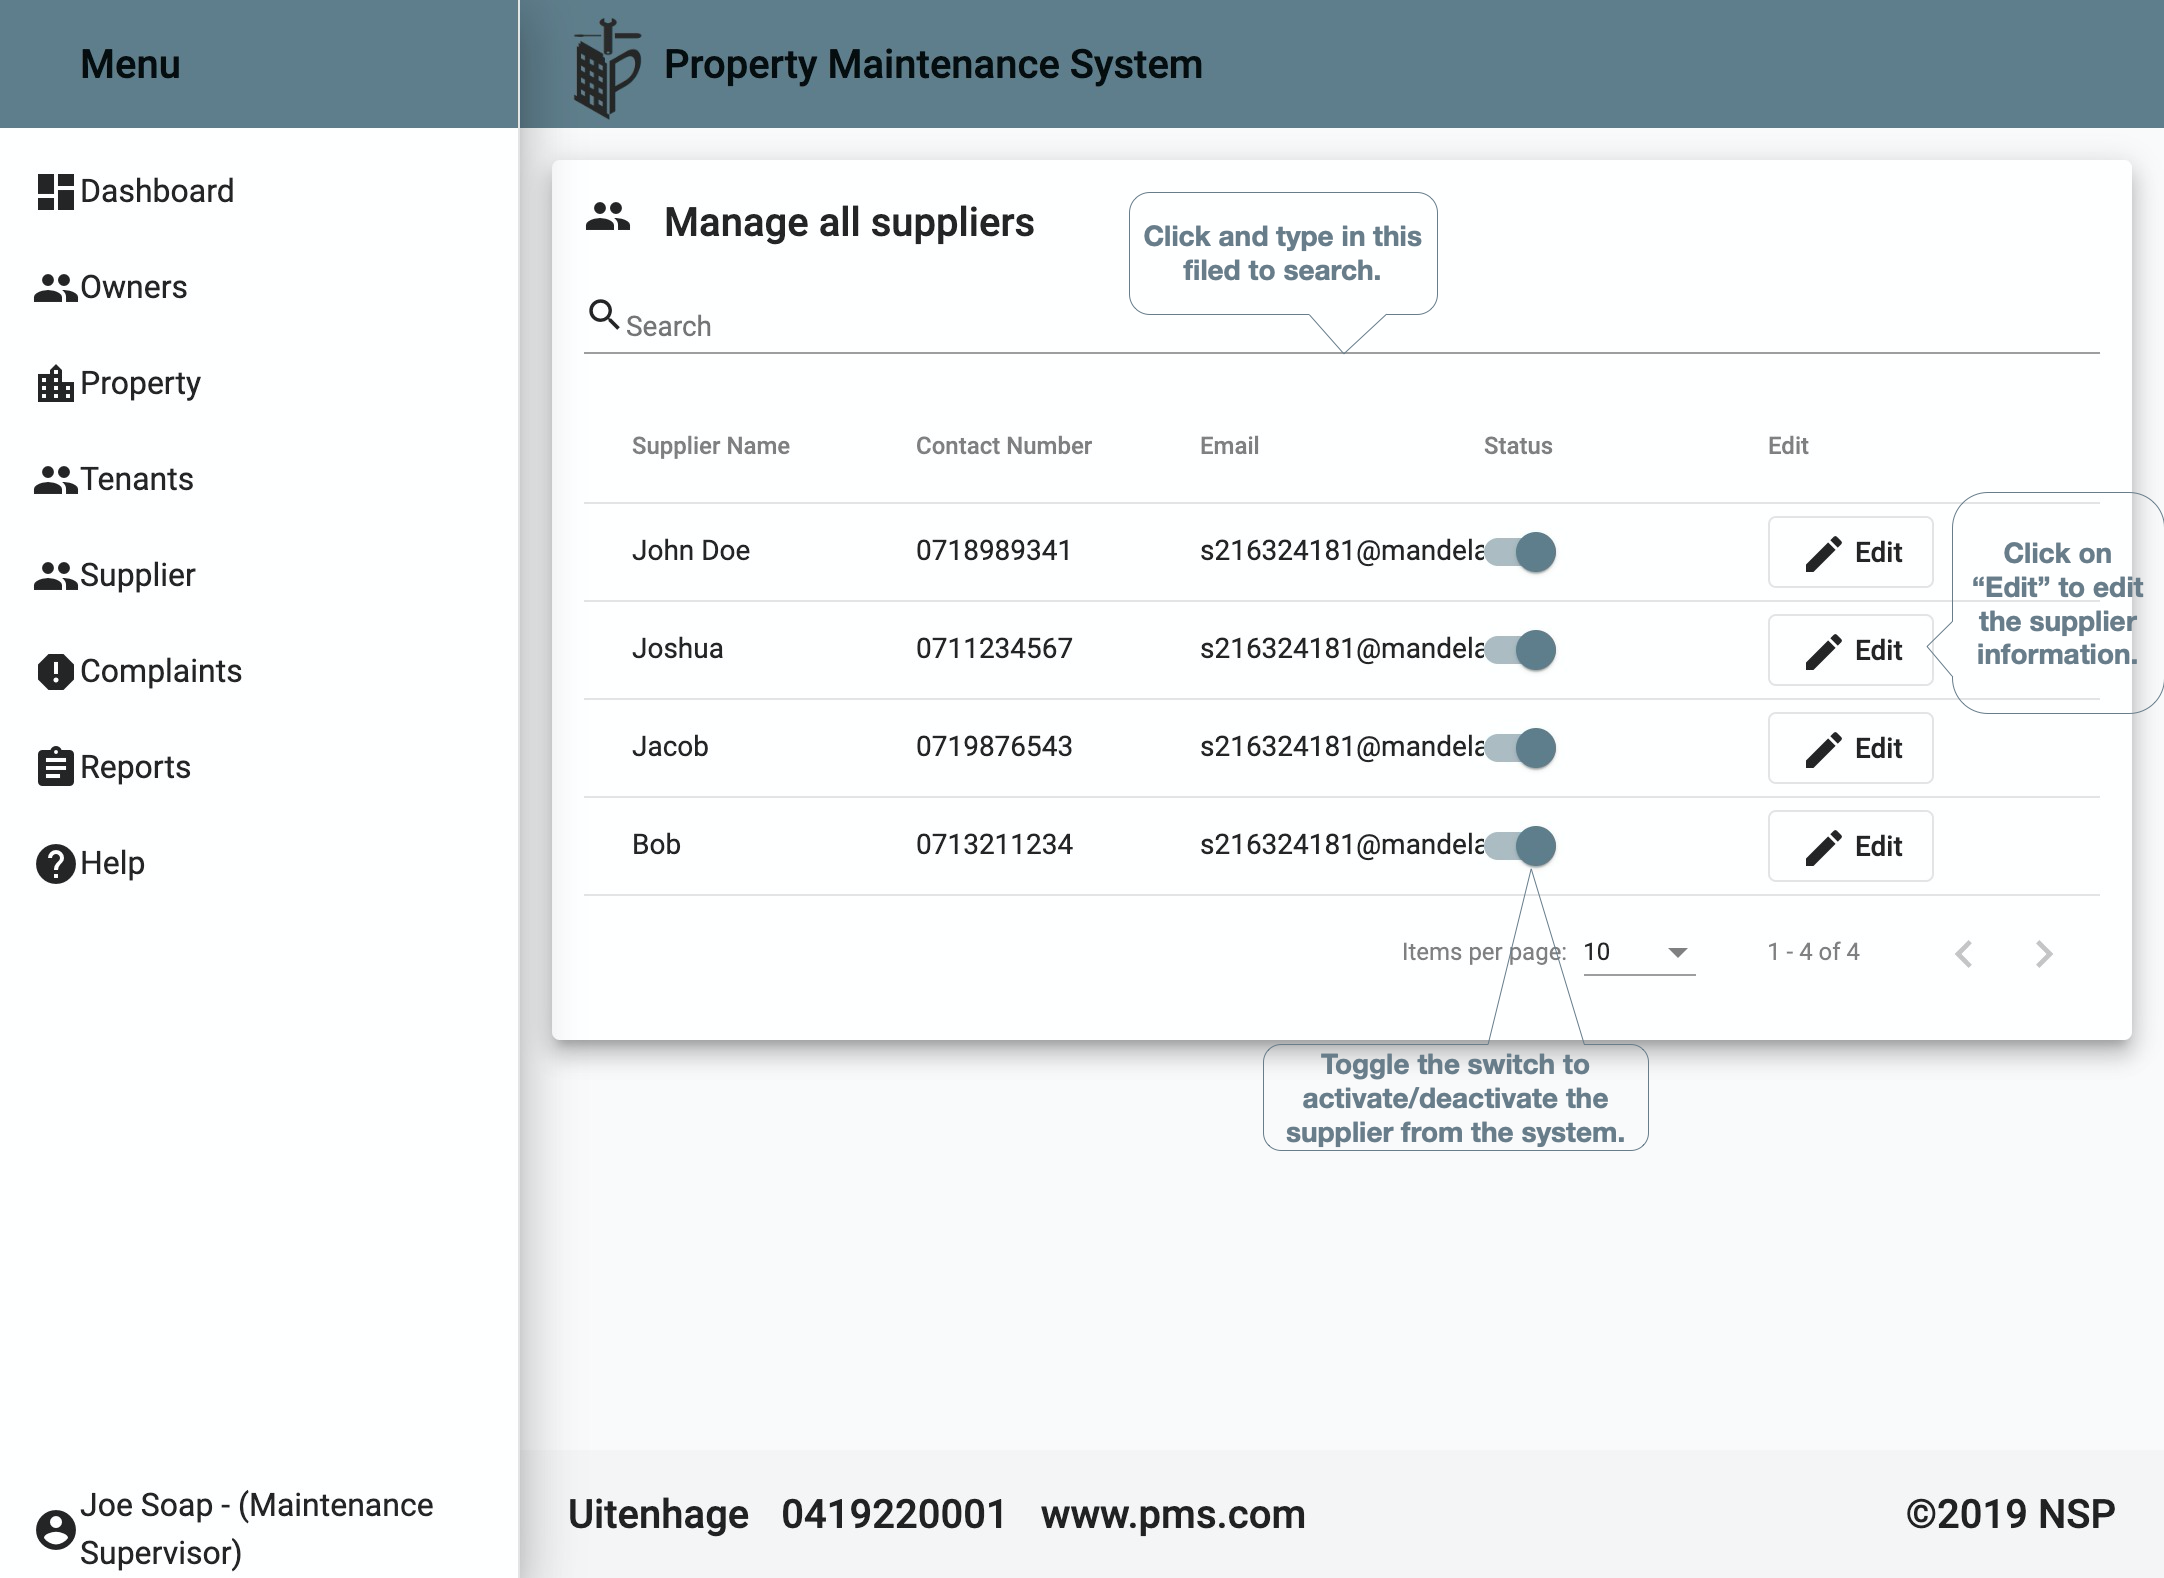 Menu
Property Maintenance System
Dashboard
Owners
Property
Tenants
Supplier
Complaints
Reports
Help
Joe Soap - (Maintenance
Supervisor)
Manage all suppliers
Click and type in this
filed to search.
Search
Supplier Name Contact Number Email Status Edit
John Doe 0718989341 s216324181@mandela Edit
Joshua 0711234567 s216324181@mandela Edit
Jacob 0719876543 s216324181@mandela Edit
Bob 0713211234 s216324181@mandela Edit
Click on
“Edit” to edit
the supplier
information.
Items per page: 10 1 - 4 of 4
Toggle the switch to
activate/deactivate the
supplier from the system.
Uitenhage 0419220001 www.pms.com ©2019 NSP